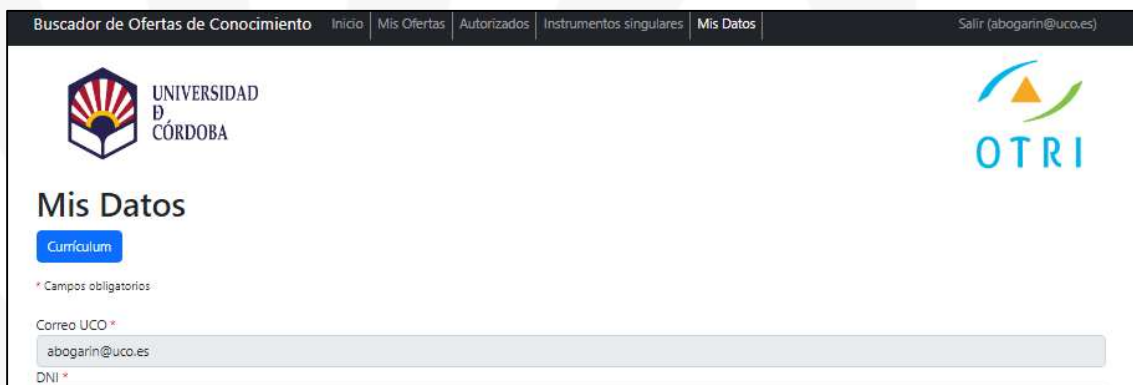 Buscador de Ofertas de Conocimiento Inicio Mis Ofertas Autorizados Instrumentos singulares Mis Datos Salir (abogarin@uco.es)
UNIVERSIDAD
Ð
CÓRDOBA
OTRI
Mis Datos
Currículum
* Campos obligatorios
Correo UCO *
abogarin@uco.es
DNI *